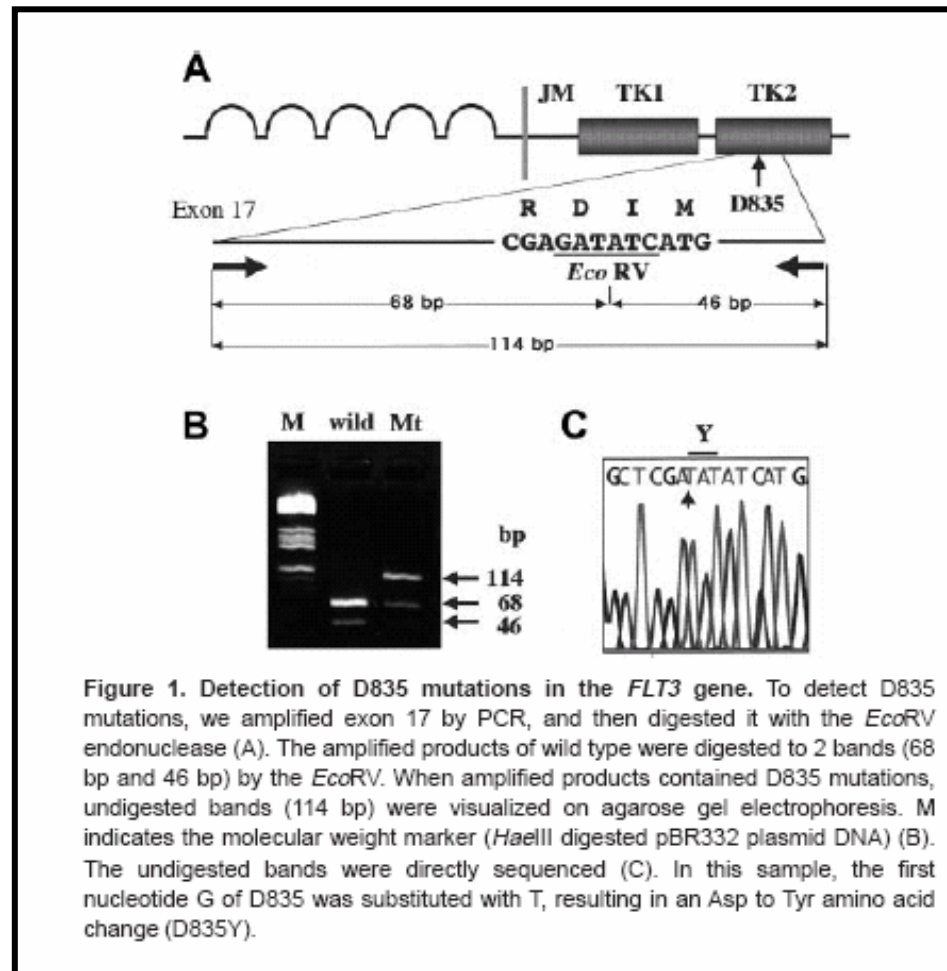 A
JM TK1 TK2
Exon 17 R D I M D835
CGAGATATCATG
Eco RV
68 bp 46 bp
114 bp
B M wild Mt
bp
114
68
46
C Y
GCT CGATATATCAT G
Figure 1. Detection of D835 mutations in the FLT3 gene. To detect D835
mutations, we amplified exon 17 by PCR, and then digested it with the EcoRV
endonuclease (A). The amplified products of wild type were digested to 2 bands (68
bp and 46 bp) by the EcoRV. When amplified products contained D835 mutations,
undigested bands (114 bp) were visualized on agarose gel electrophoresis. M
indicates the molecular weight marker (HaeIII digested pBR332 plasmid DNA) (B).
The undigested bands were directly sequenced (C). In this sample, the first
nucleotide G of D835 was substituted with T, resulting in an Asp to Tyr amino acid
change (D835Y).